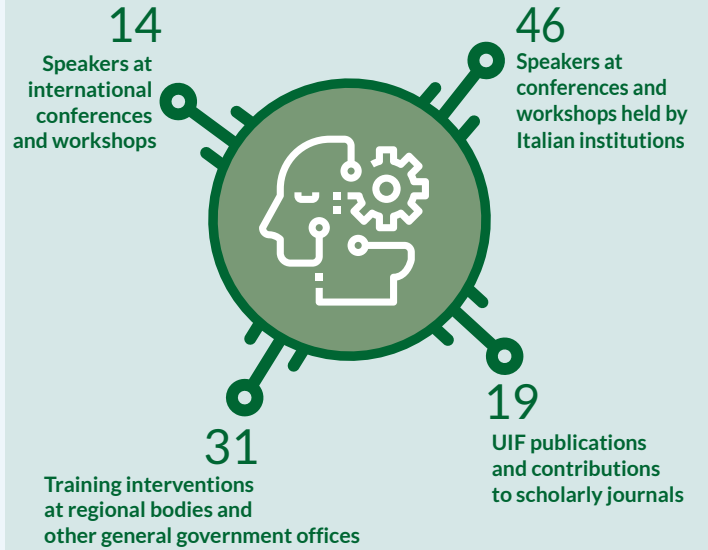 14
Speakers at
international
conferences
and workshops
46
Speakers at
conferences and
workshops held by
Italian institutions
31
Training interventions
at regional bodies and
other general government offices
19
UIF publications
and contributions
to scholarly journals